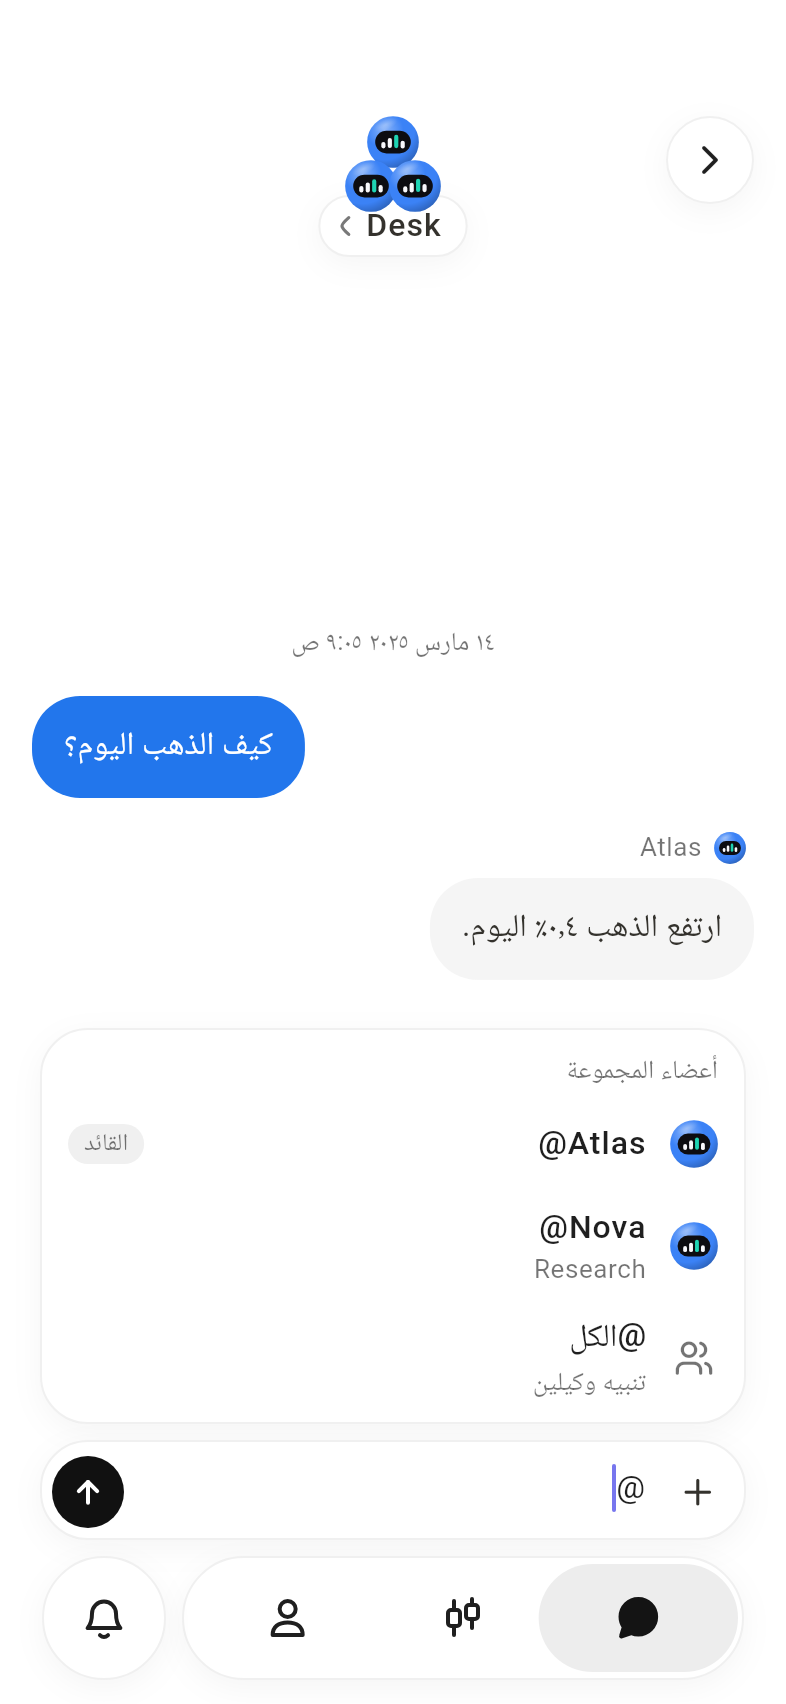 Desk
١٤ مارس ٢٠٢٥ ٩:٠٥ ص
كيف الذهب اليوم؟
Atlas
ارتفع الذهب ٠,٤٪ اليوم.
أعضاء المجموعة
@Atlas
القائد
@Nova
Research
@الكل
تنبيه وكيلين
@